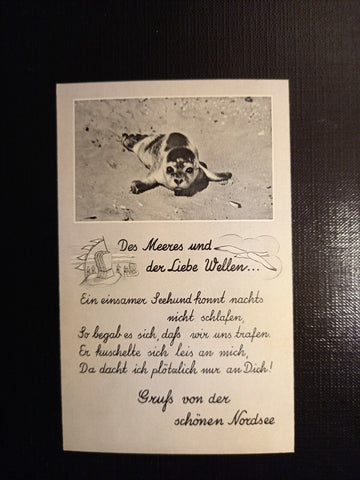 Des Meeres und
der Liebe Wellen...
Ein einsamer Seehund konnt nachts
nicht schlafen,
So begab es sich, daß wir uns trafen.
Er kuschelte sich leis an mich,
Da dacht ich plötzlich nur an Dich!
Gruß von der
schönen Nordsee